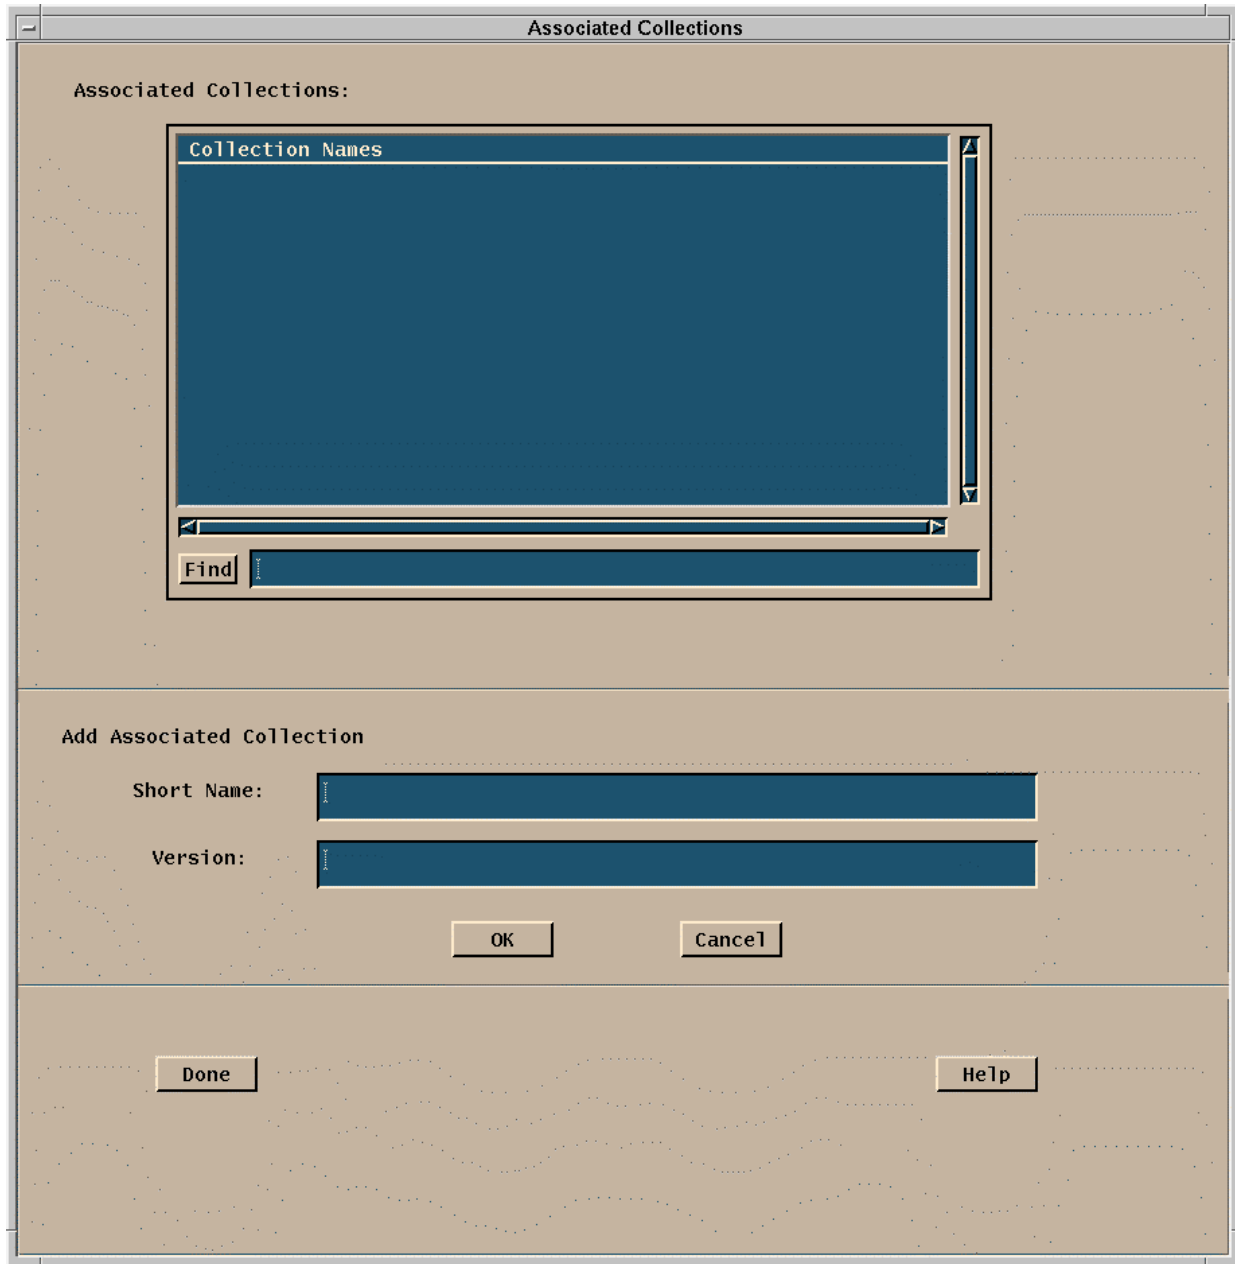 Associated Collections
Associated Collections:
Collection Names
Find
Add Associated Collection
Short Name:
Version:
OK Cancel
Done Help